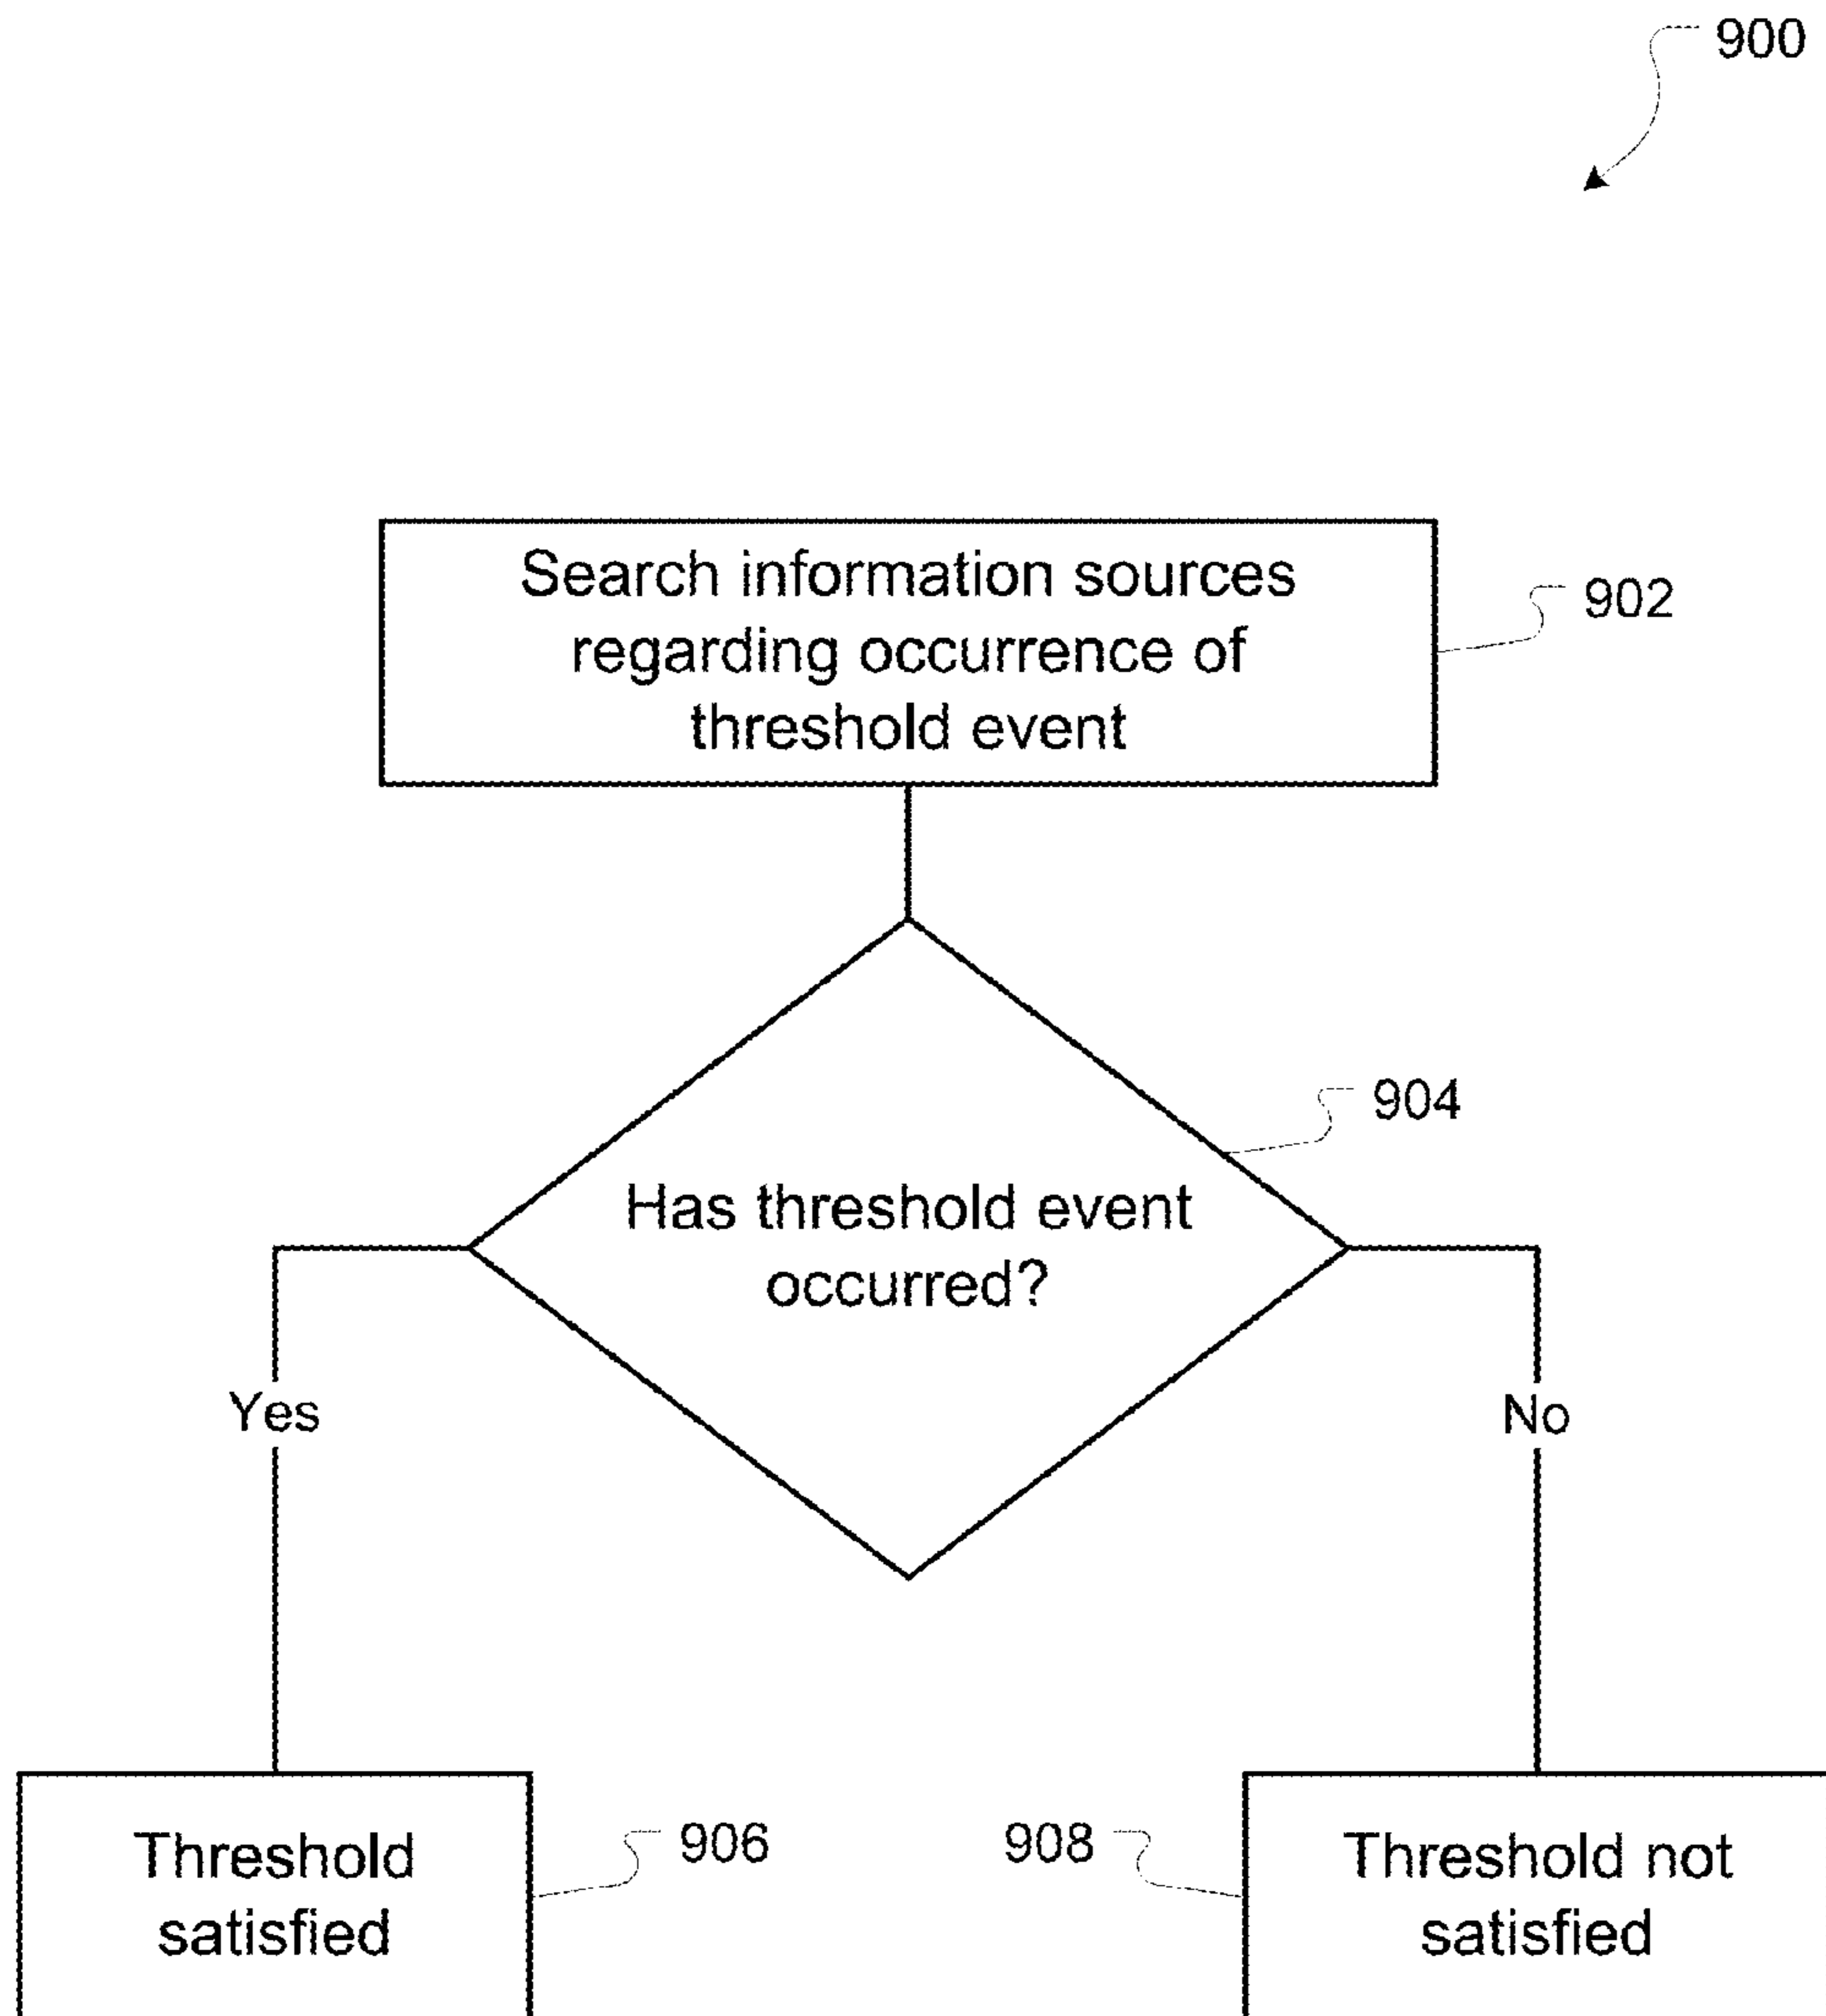 900
Search information sources
regarding occurrence of
threshold event
902
904
Has threshold event
occurred?
Yes
No
Threshold
satisfied
906
908
Threshold not
satisfied